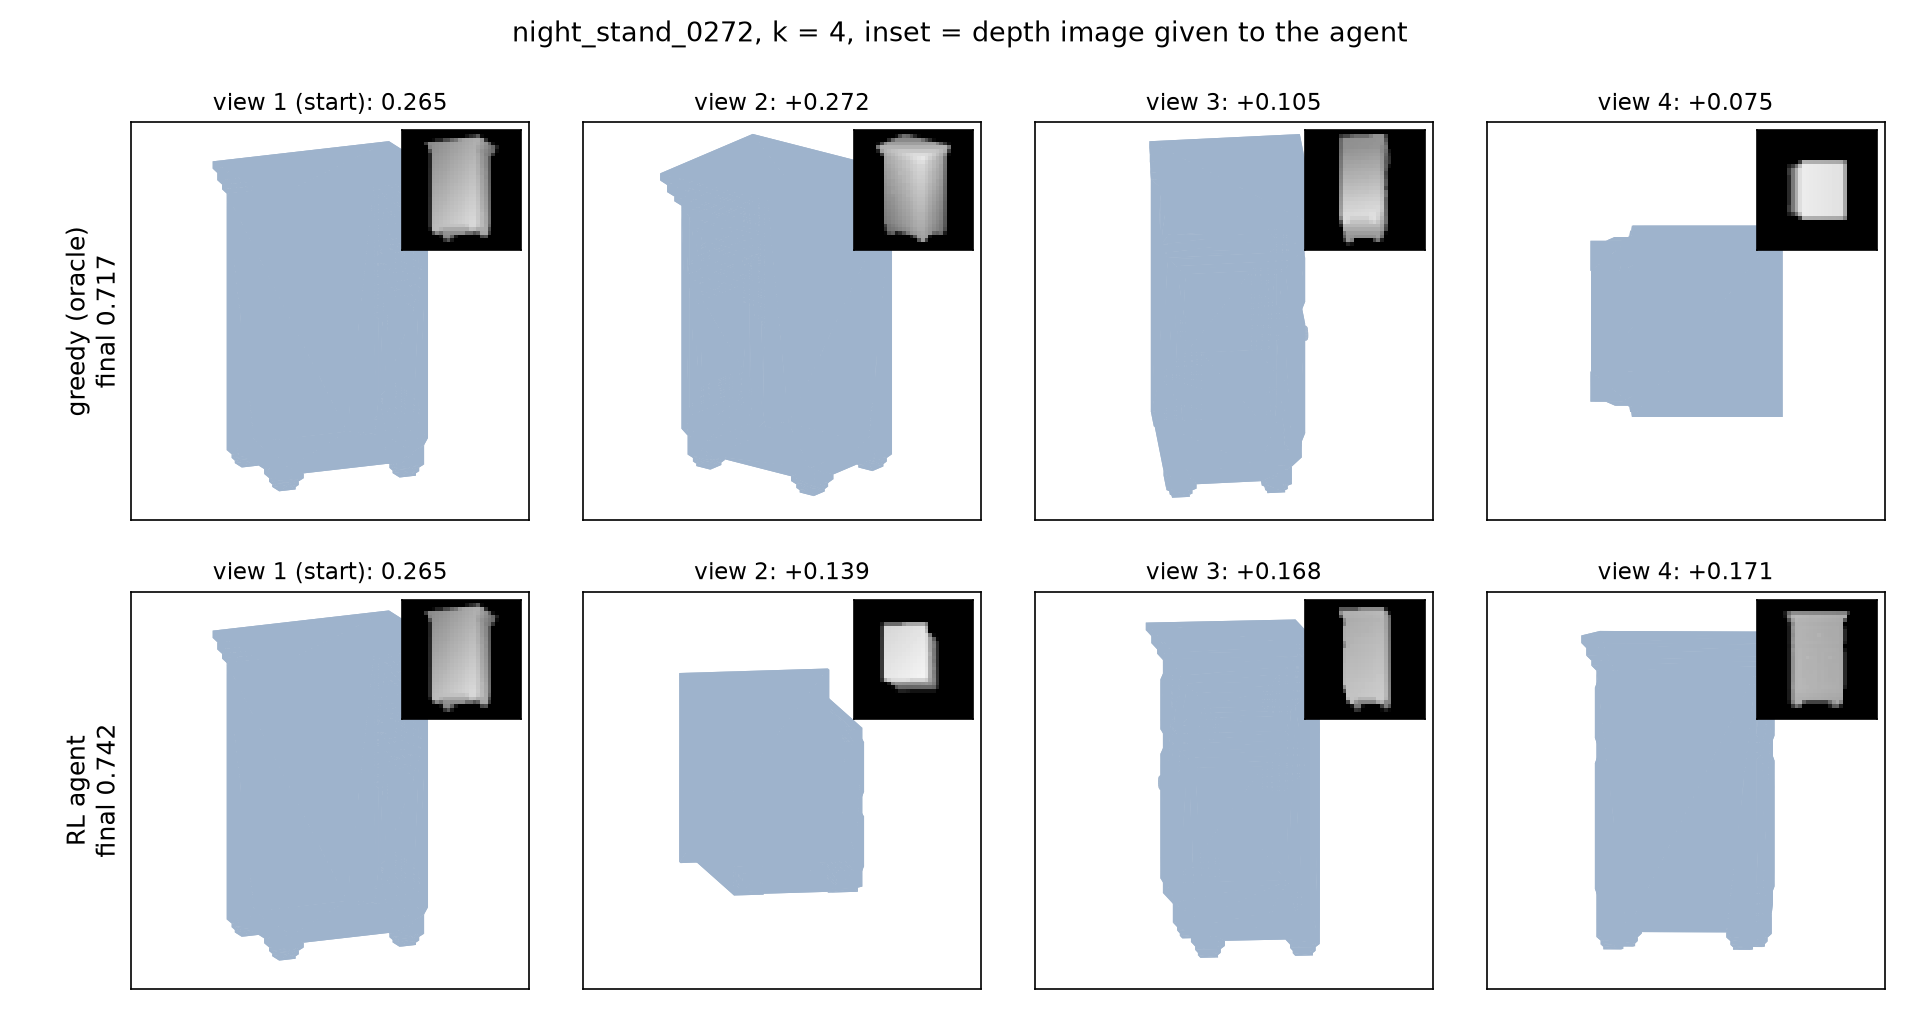 night_stand_0272, k = 4, inset = depth image given to the agent
greedy (oracle)
final 0.717
view 1 (start): 0.265
view 2: +0.272
view 3: +0.105
view 4: +0.075
RL agent
final 0.742
view 1 (start): 0.265
view 2: +0.139
view 3: +0.168
view 4: +0.171